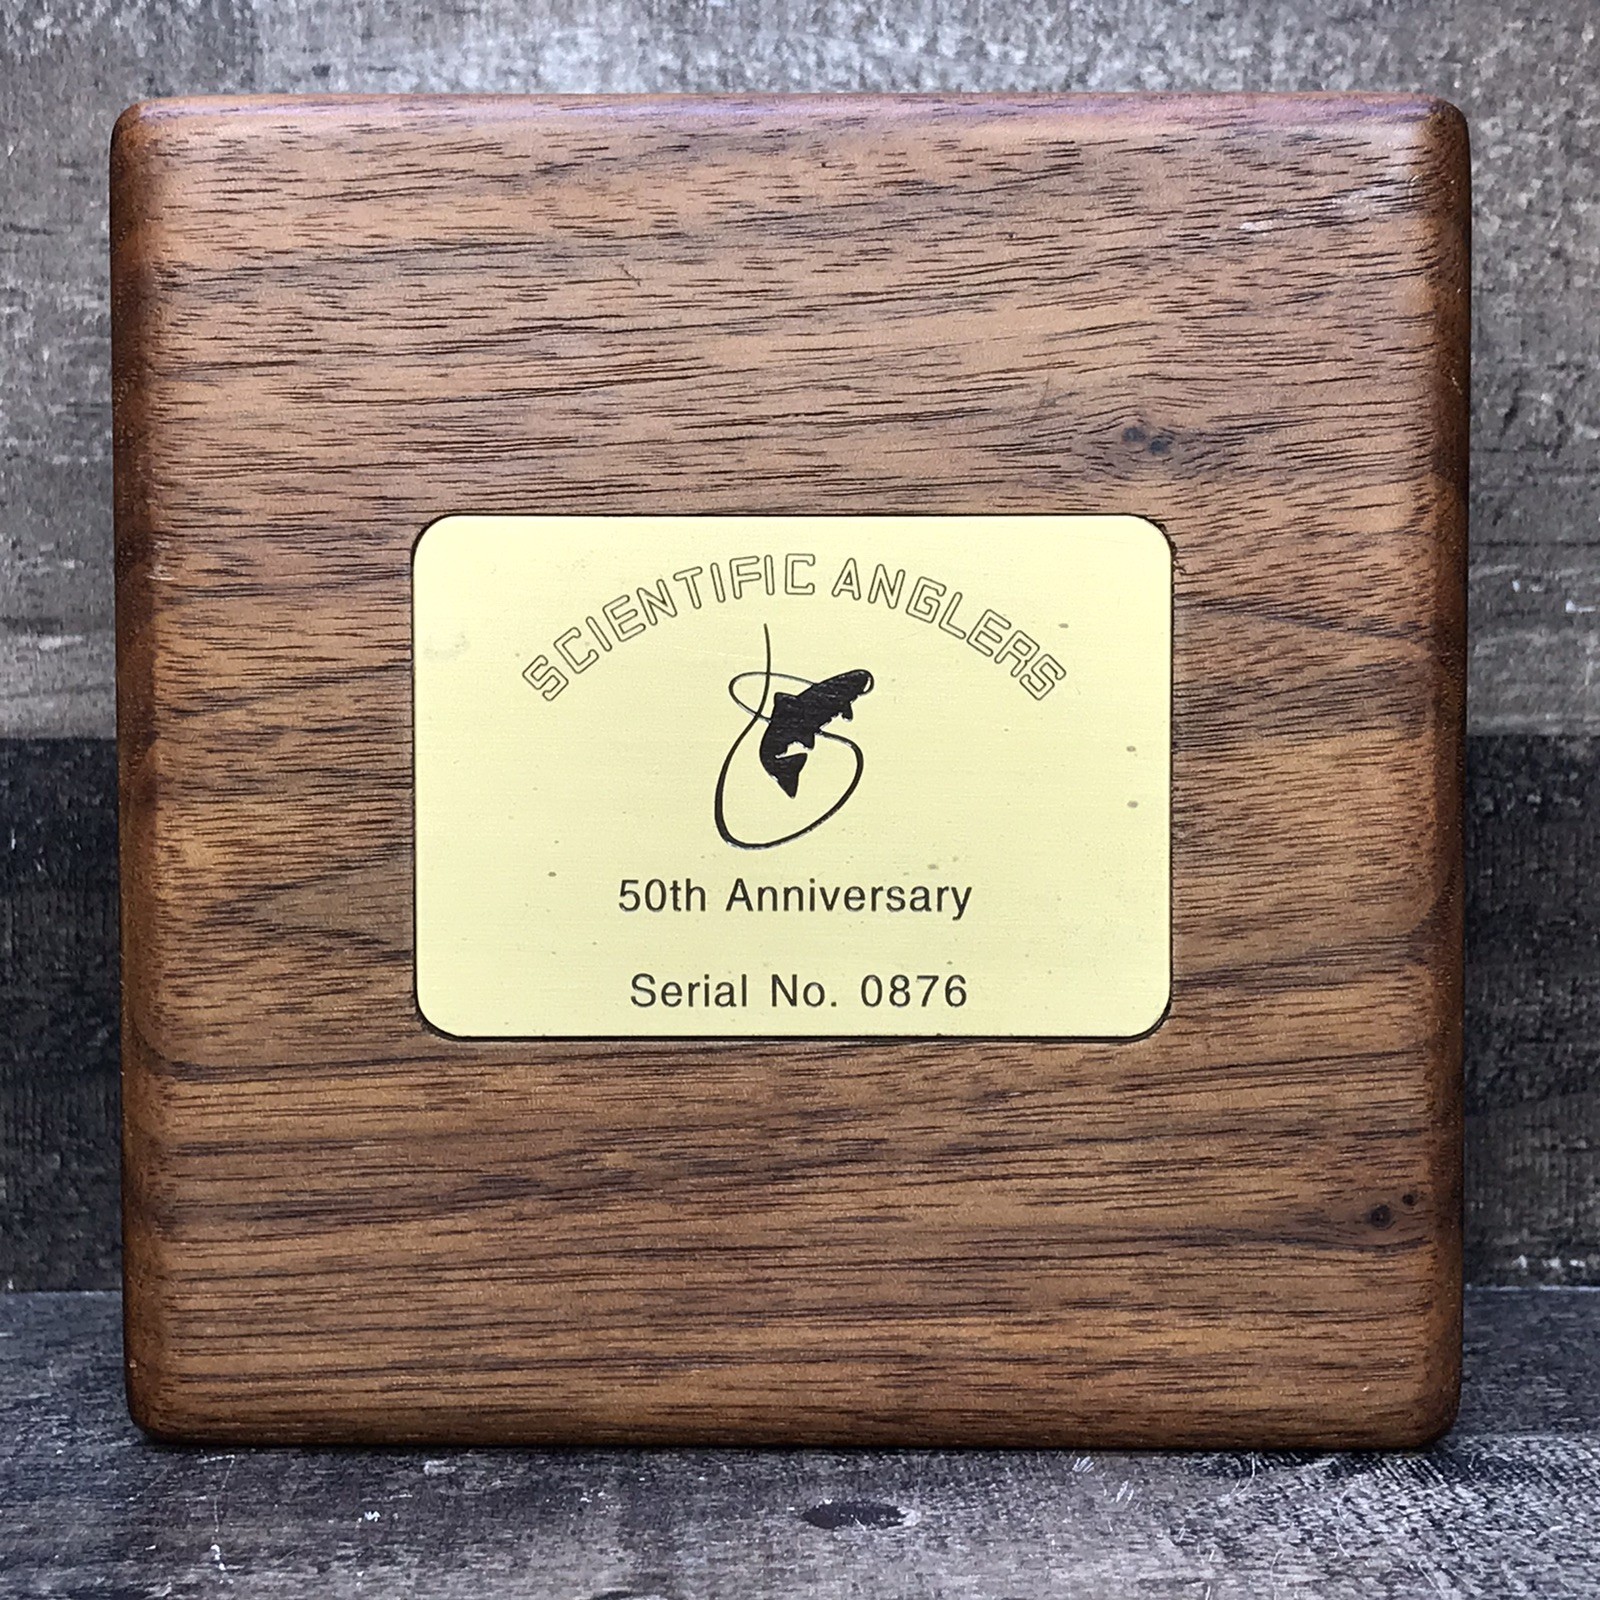 SCIENTIFIC ANGLERS
50th Anniversary
Serial No. 0876